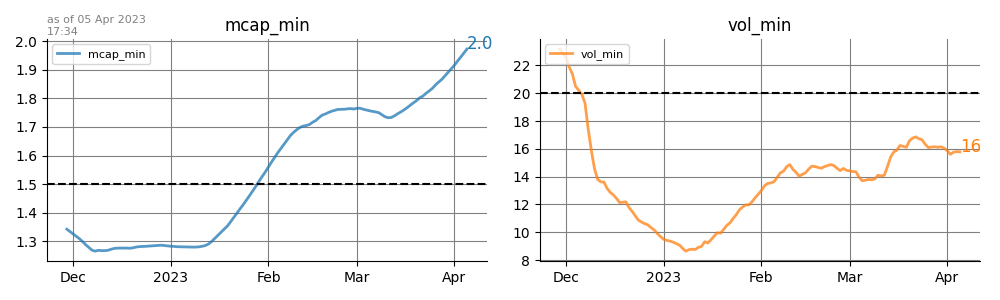 as of 05 Apr 2023
17:34
mcap_min
mcap_min
2.0
2.0
1.9
1.8
1.7
1.6
1.5
1.4
1.3
Dec
2023
Feb
Mar
Apr
vol_min
vol_min
16
22
20
18
16
14
12
10
8
Dec
2023
Feb
Mar
Apr